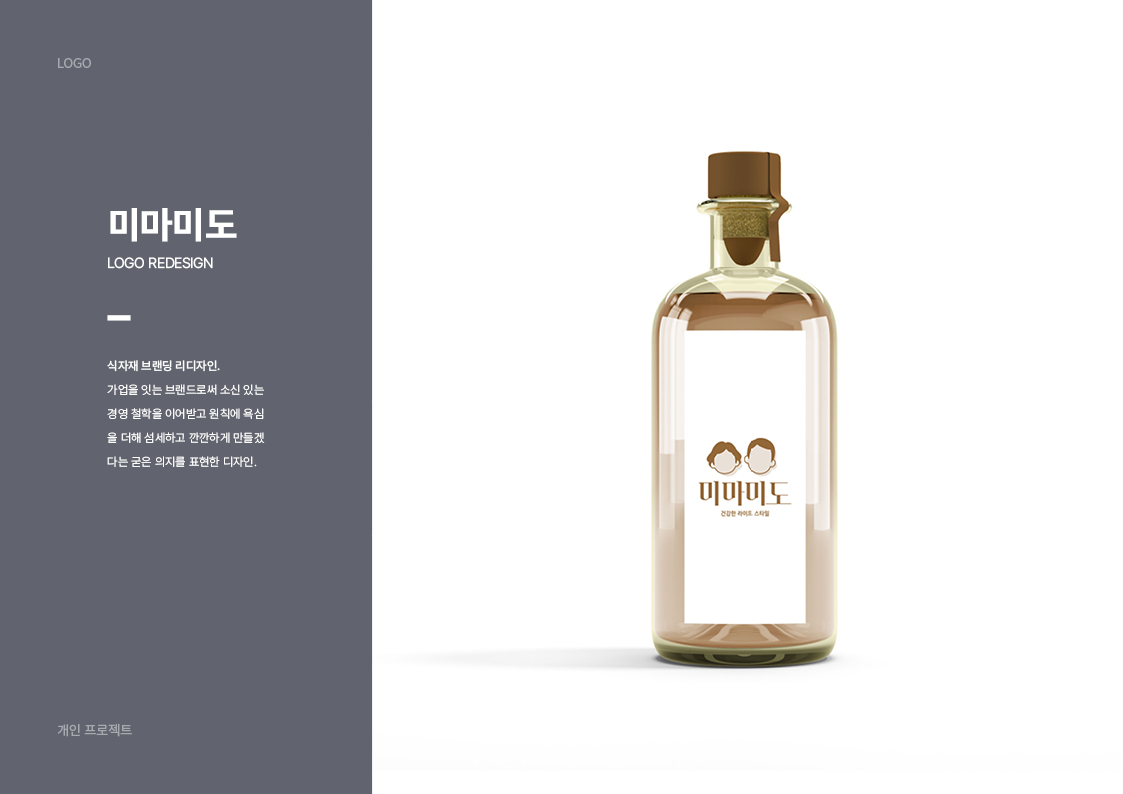 LOGO
미마미도
LOGO REDESIGN
식자재 브랜딩 리디자인.
가업을 잇는 브랜드로써 소신 있는
경영 철학을 이어받고 원칙에 욕심
을 더해 섬세하고 깐깐하게 만들겠
다는 굳은 의지를 표현한 디자인.
개인 프로젝트
미마미도
건강한 라이프 스타일